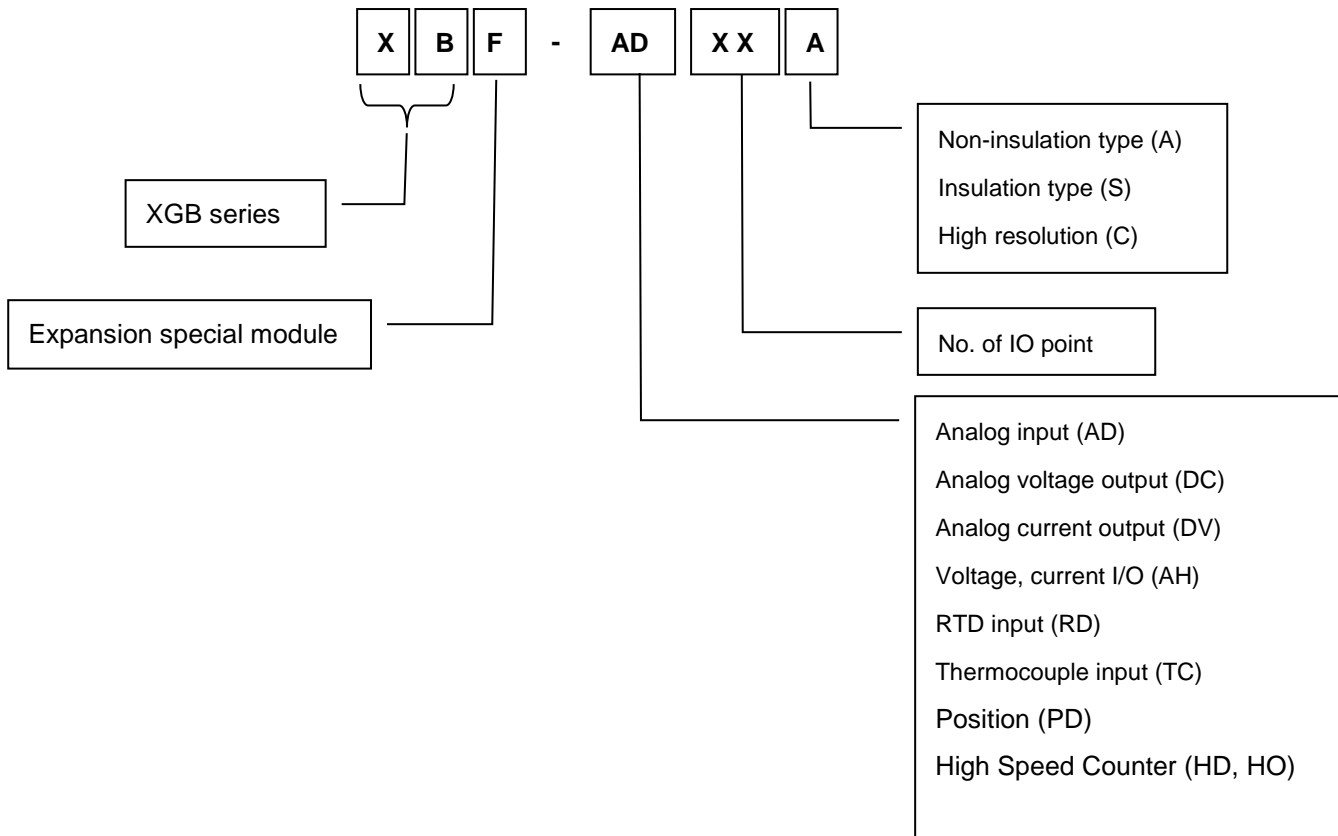 X B F - AD X X A
Non-insulation type (A)
Insulation type (S)
High resolution (C)
XGB series
Expansion special module
No. of IO point
Analog input (AD)
Analog voltage output (DC)
Analog current output (DV)
Voltage, current I/O (AH)
RTD input (RD)
Thermocouple input (TC)
Position (PD)
High Speed Counter (HD, HO)